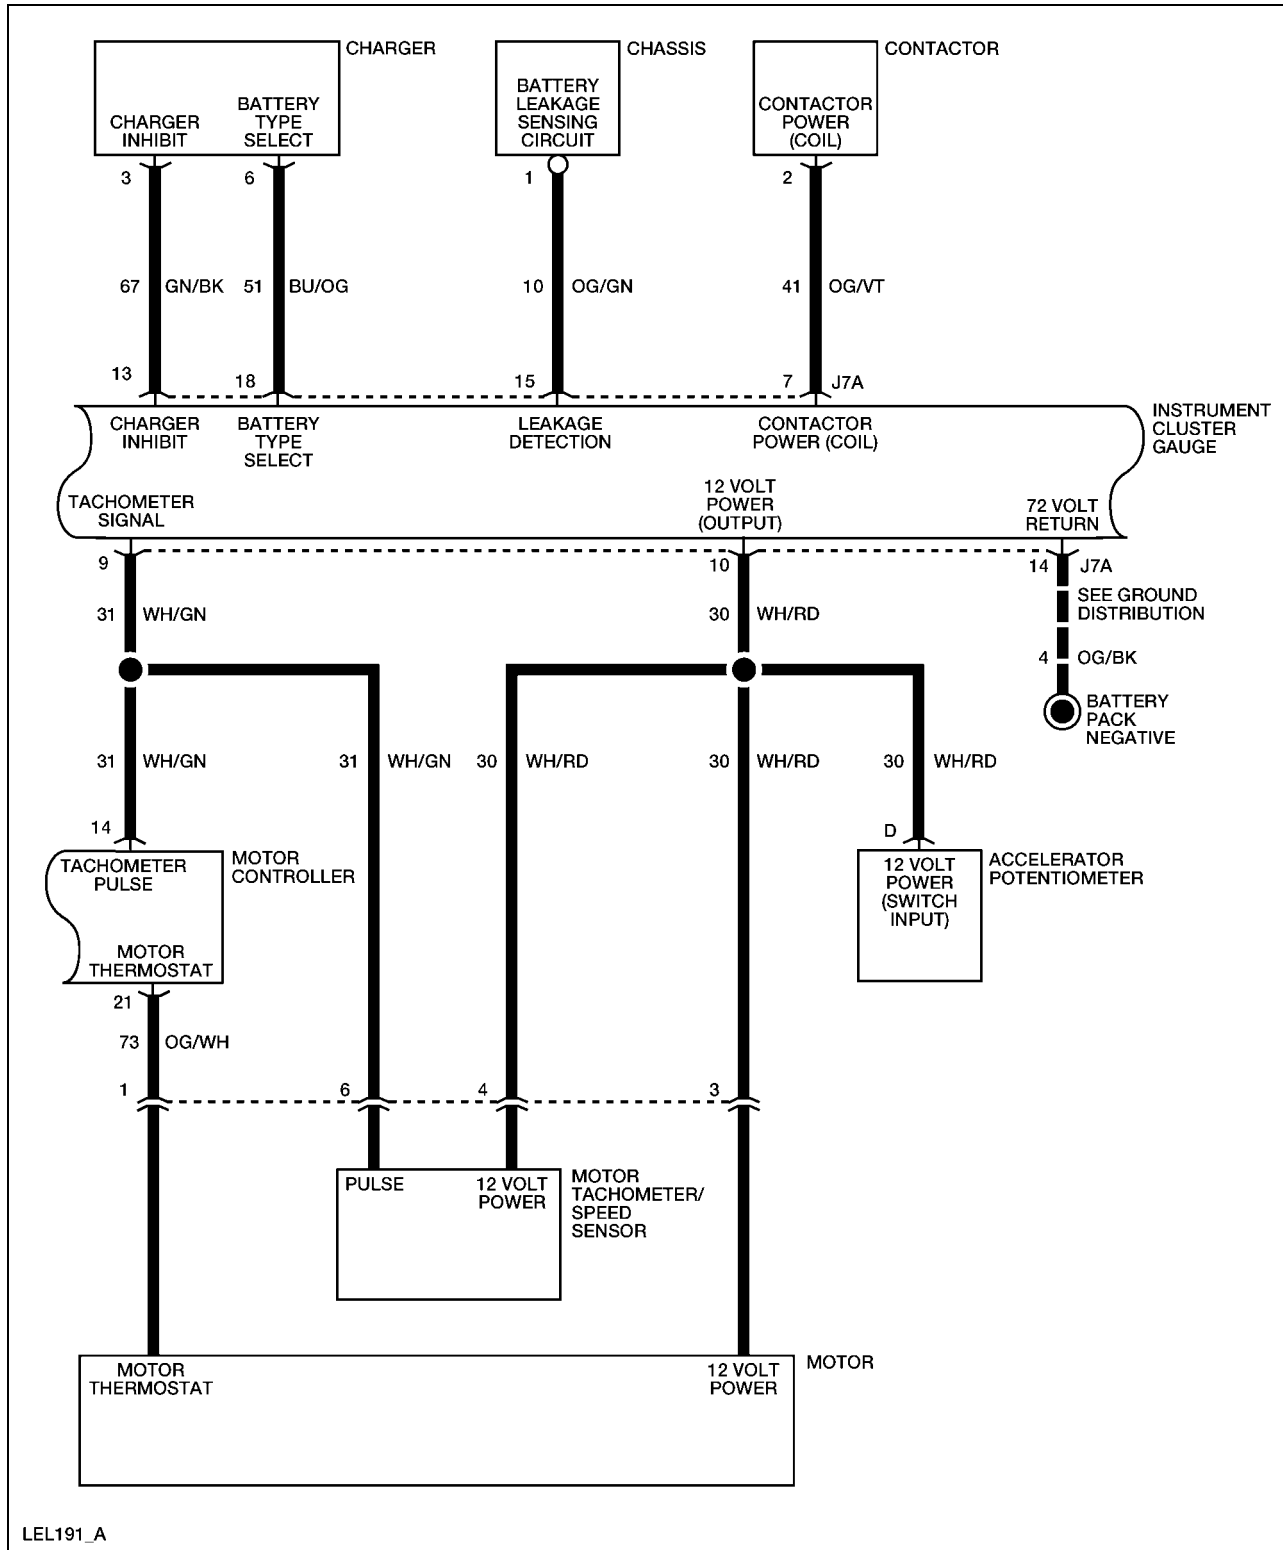 CHARGER
CHASSIS
CONTACTOR
CHARGER
INHIBIT
BATTERY
TYPE
SELECT
BATTERY
LEAKAGE
SENSING
CIRCUIT
CONTACTOR
POWER
(COIL)
3
6
1
2
67 GN/BK
51 BU/OG
10 OG/GN
41 OG/VT
13
18
15
7 J7A
INSTRUMENT
CLUSTER
GAUGE
CHARGER
INHIBIT
BATTERY
TYPE
SELECT
LEAKAGE
DETECTION
CONTACTOR
POWER (COIL)
TACHOMETER
SIGNAL
12 VOLT
POWER
(OUTPUT)
72 VOLT
RETURN
9
10
14 J7A
31 WH/GN
30 WH/RD
SEE GROUND
DISTRIBUTION
4 OG/BK
BATTERY
PACK
NEGATIVE
31 WH/GN
31 WH/GN
30 WH/RD
30 WH/RD
30 WH/RD
14
D
TACHOMETER
PULSE
MOTOR
CONTROLLER
12 VOLT
POWER
(SWITCH
INPUT)
ACCELERATOR
POTENTIOMETER
MOTOR
THERMOSTAT
21
73 OG/WH
1
6
4
3
PULSE
12 VOLT
POWER
MOTOR
TACHOMETER/
SPEED
SENSOR
MOTOR
THERMOSTAT
12 VOLT
POWER
MOTOR
LEL191_A